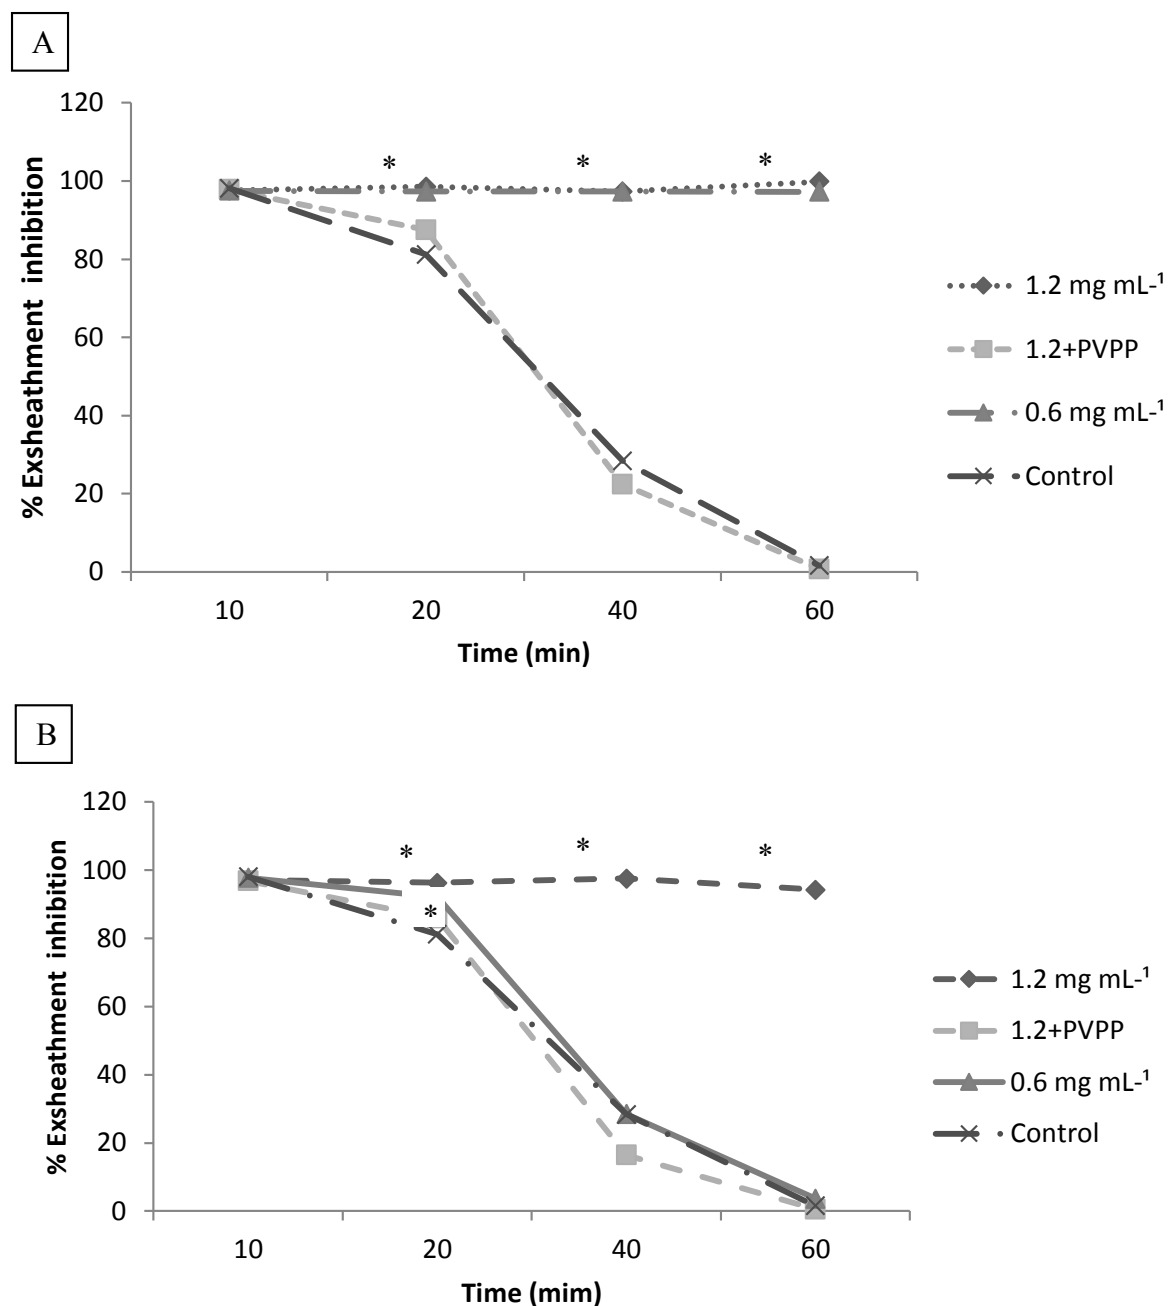 A
120
100
80
60
40
20
0
% Exsheathment inhibition
* * *
10 20 40 60
Time (min)
1.2 mg mL-¹
1.2+PVPP
0.6 mg mL-¹
Control
B
120
100
80
60
40
20
0
% Exsheathment inhibition
* * *
*
10 20 40 60
Time (mim)
1.2 mg mL-¹
1.2+PVPP
0.6 mg mL-¹
Control